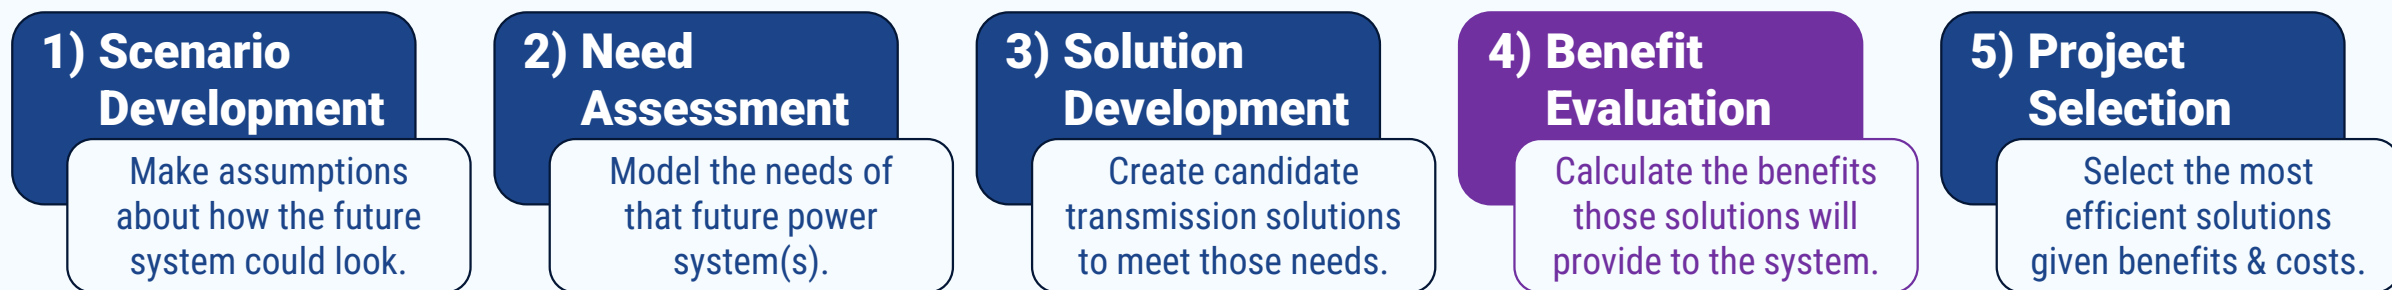 1) Scenario
Development
Make assumptions
about how the future
system could look.
2) Need
Assessment
Model the needs of
that future power
system(s).
3) Solution
Development
Create candidate
transmission solutions
to meet those needs.
4) Benefit
Evaluation
Calculate the benefits
those solutions will
provide to the system.
5) Project
Selection
Select the most
efficient solutions
given benefits & costs.